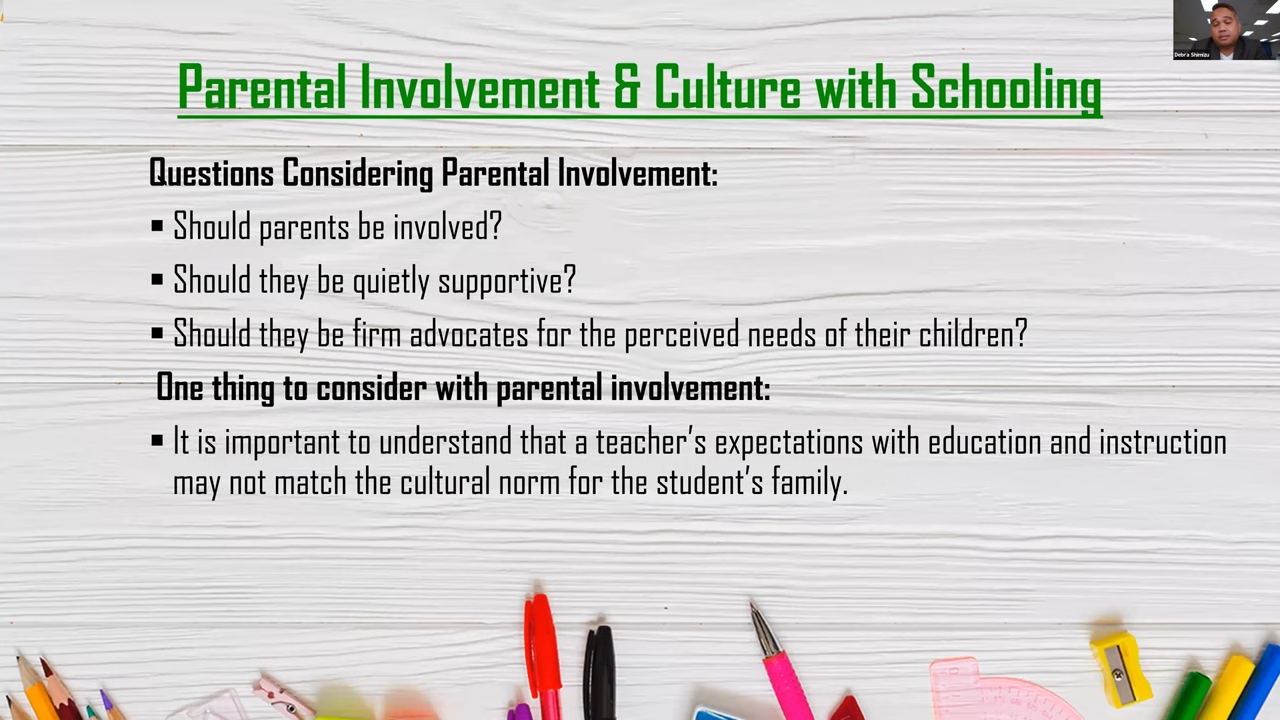 Debra Shimizu
Parental Involvement & Culture with Schooling
Questions Considering Parental Involvement:
▪ Should parents be involved?
▪ Should they be quietly supportive?
▪ Should they be firm advocates for the perceived needs of their children?
One thing to consider with parental involvement:
▪ It is important to understand that a teacher’s expectations with education and instruction
may not match the cultural norm for the student’s family.